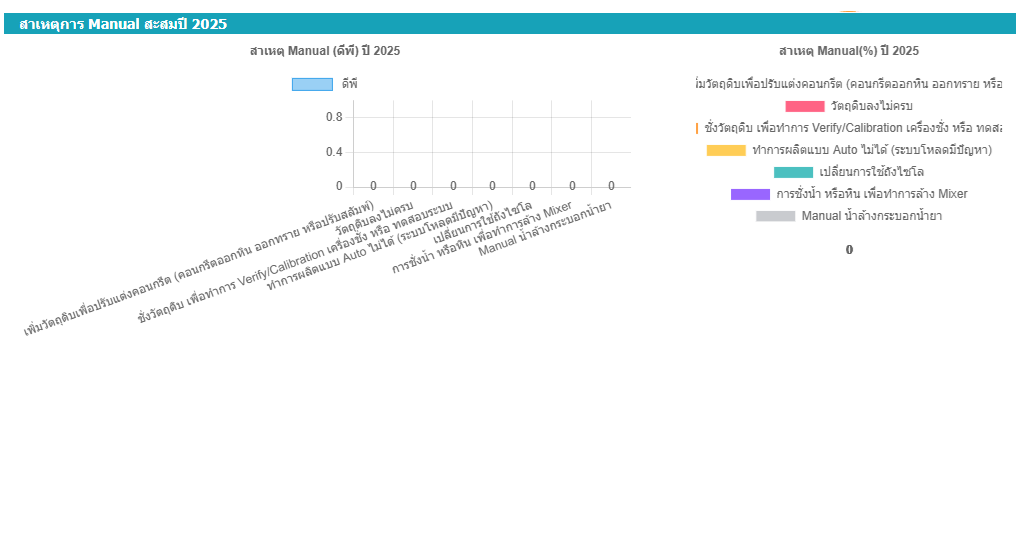 สาเหตุการ Manual สะสมปี 2025
สาเหตุ Manual (ดีพี) ปี 2025
ดีพี
0.8
0.4
0
0 0 0 0 0 0 0
เพิ่มวัตถุดิบเพื่อปรับแต่งคอนกรีต (คอนกรีตออกหิน ออกทราย หรือปรับสลัมพ์)
วัตถุดิบลงไม่ครบ
ชั่งวัตถุดิบ เพื่อทำการ Verify/Calibration เครื่องชั่ง หรือ ทดสอบระบบ
ทำการผลิตแบบ Auto ไม่ได้ (ระบบโหลดมีปัญหา)
เปลี่ยนการใช้ถังไซโล
การชั่งน้ำ หรือหิน เพื่อทำการล้าง Mixer
Manual น้ำล้างกระบอกน้ำยา
สาเหตุ Manual(%) ปี 2025
วัตถุดิบเพื่อปรับแต่งคอนกรีต (คอนกรีตออกหิน ออกทราย หรือ
วัตถุดิบลงไม่ครบ
ชั่งวัตถุดิบ เพื่อทำการ Verify/Calibration เครื่องชั่ง หรือ ทดส
ทำการผลิตแบบ Auto ไม่ได้ (ระบบโหลดมีปัญหา)
เปลี่ยนการใช้ถังไซโล
การชั่งน้ำ หรือหิน เพื่อทำการล้าง Mixer
Manual น้ำล้างกระบอกน้ำยา
0